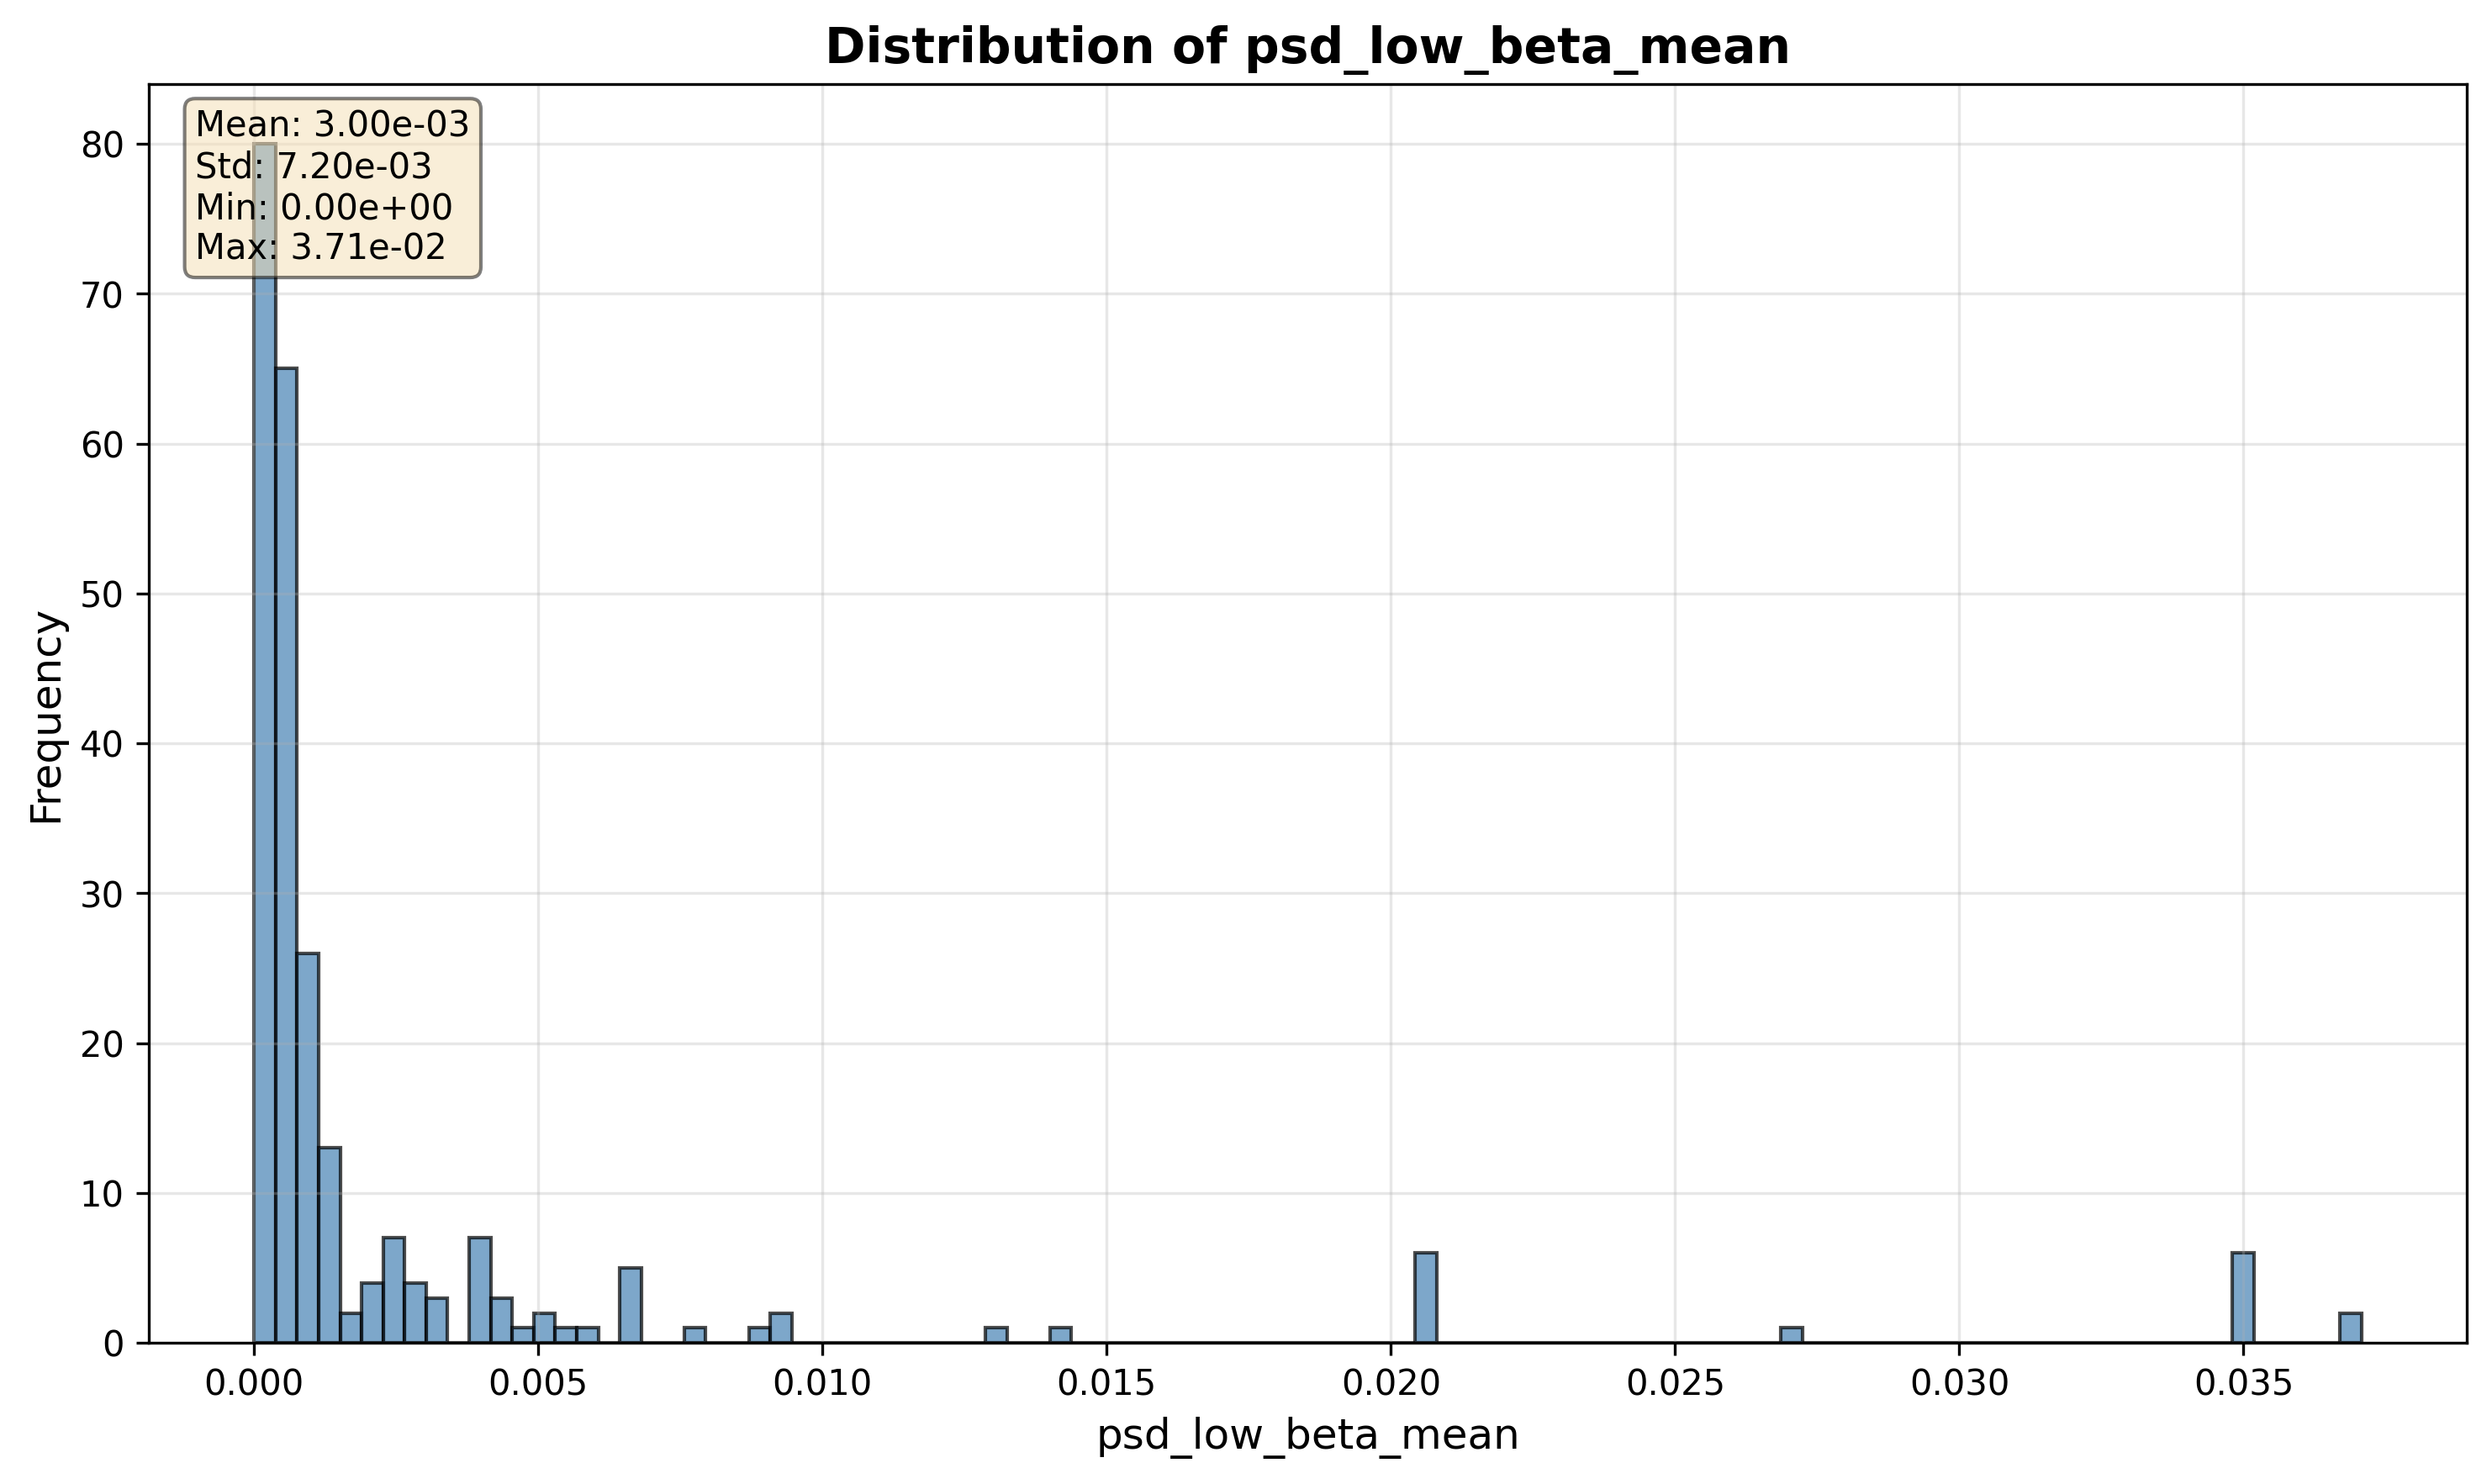 Distribution of psd_low_beta_mean
Mean: 3.00e-03
Std: 7.20e-03
Min: 0.00e+00
Max: 3.71e-02
80
70
60
50
40
30
20
10
0
Frequency
0.000 0.005 0.010 0.015 0.020 0.025 0.030 0.035
psd_low_beta_mean